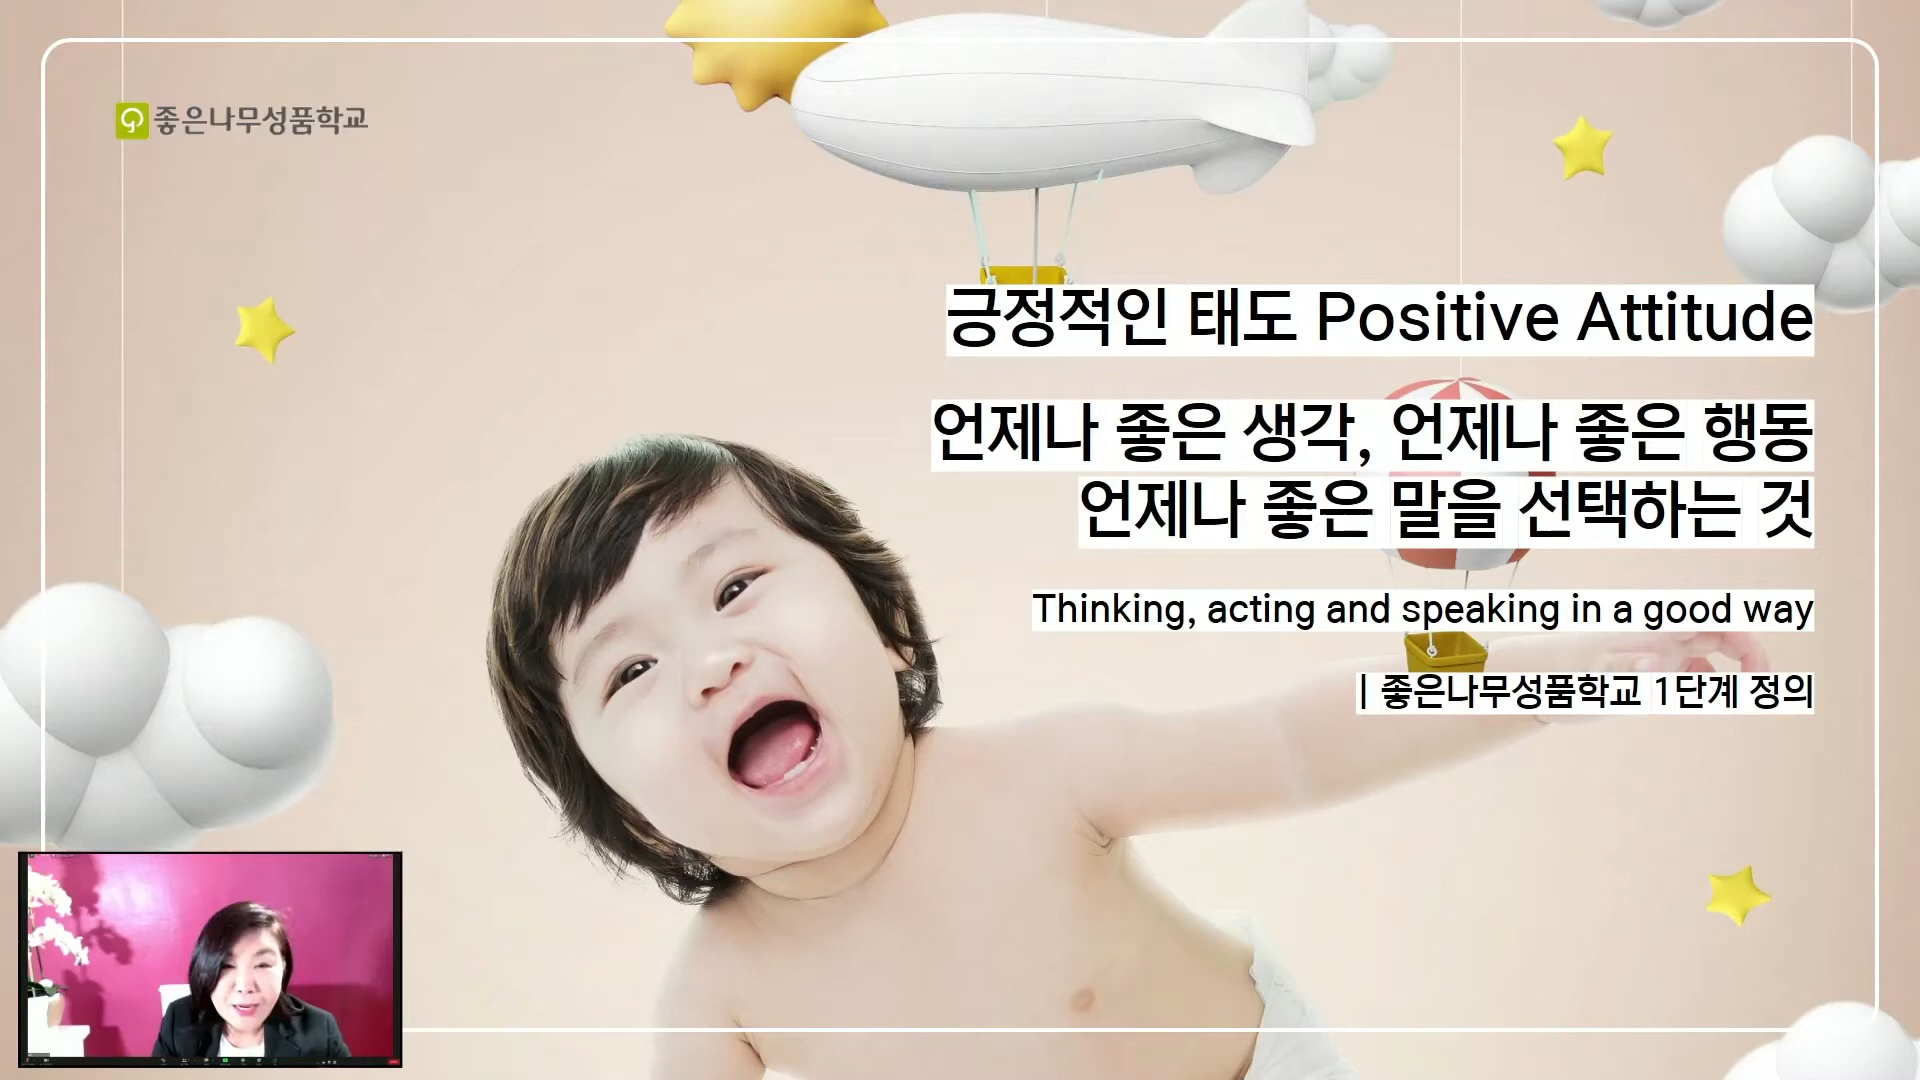 좋은나무성품학교
긍정적인 태도 Positive Attitude
언제나 좋은 생각, 언제나 좋은 행동
언제나 좋은 말을 선택하는 것
Thinking, acting and speaking in a good way
| 좋은나무성품학교 1단계 정의